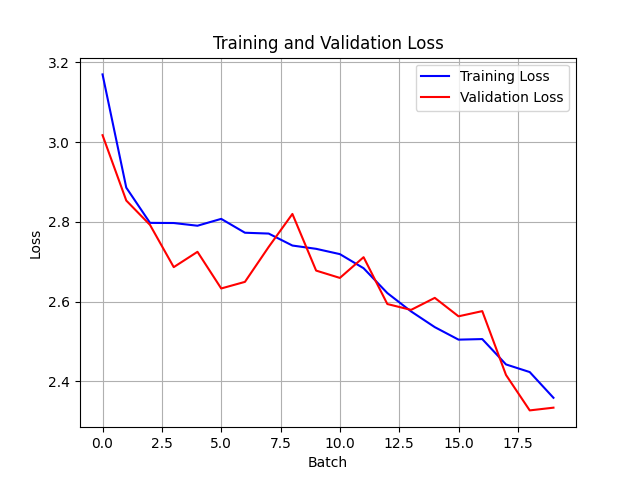 Training and Validation Loss
Training Loss
Validation Loss
3.2
3.0
2.8
2.6
2.4
Loss
0.0 2.5 5.0 7.5 10.0 12.5 15.0 17.5
Batch